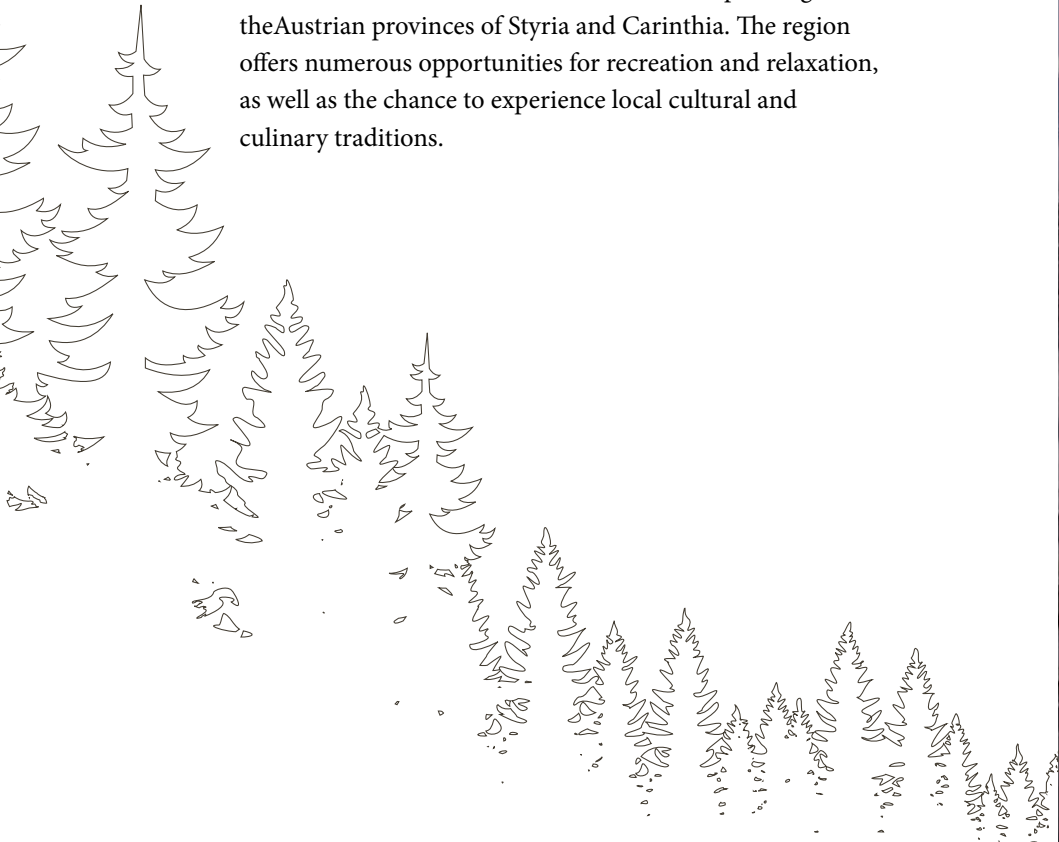 theAustrian provinces of Styria and Carinthia. The region
offers numerous opportunities for recreation and relaxation,
as well as the chance to experience local cultural and
culinary traditions.